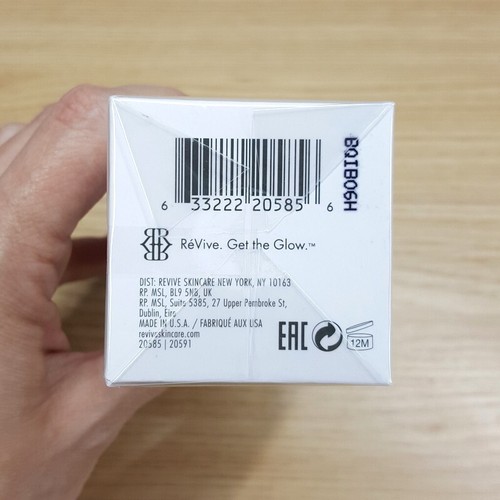 6 33222 20585 6
BQIB06H
RéVive. Get the Glow.™
DIST: REVIVE SKINCARE NEW YORK, NY 10163
RP. MSL, BL9 5NB, UK
RP. MSL, Suite 5385, 27 Upper Pembroke St,
Dublin, Eire
MADE IN U.S.A. / FABRIQUÉ AUX USA
reviveskincare.com
20585 | 20591
EAC
12M